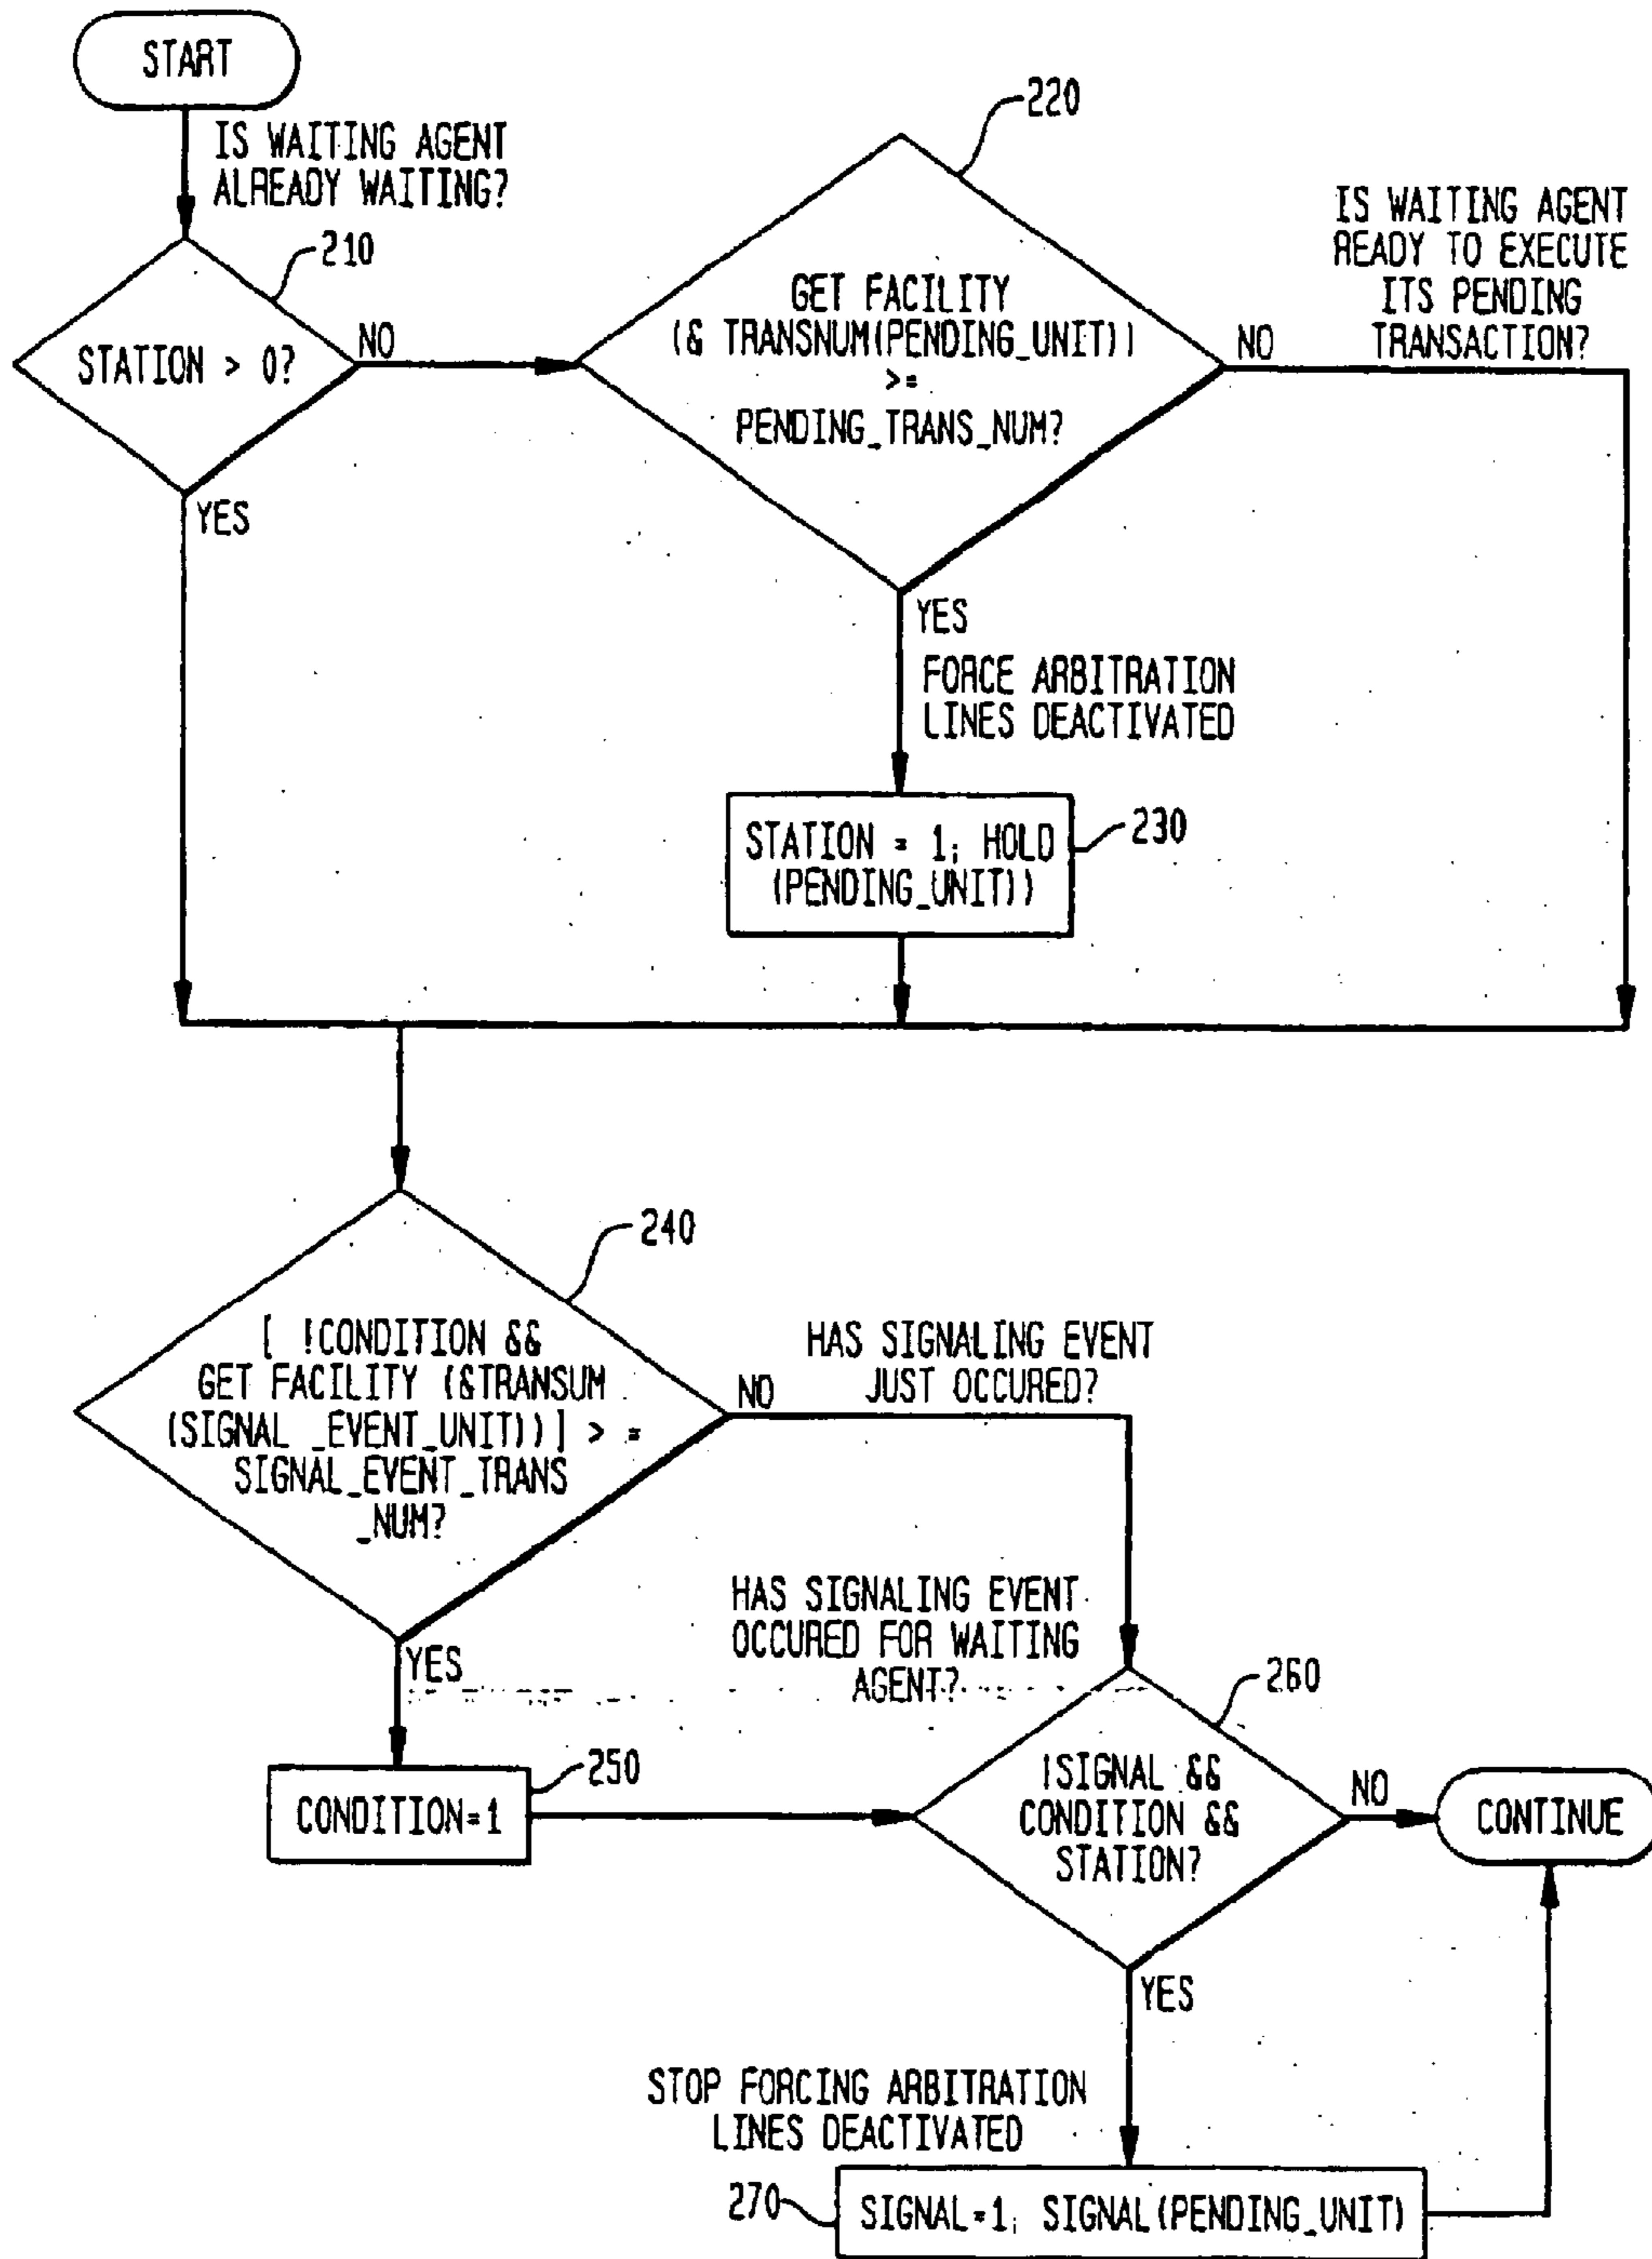 START
IS WAITING AGENT
ALREADY WAITING?
210
STATION > 0?
NO
YES
220
GET FACILITY
(& TRANSNUM(PENDING_UNIT))
>=
PENDING_TRANS_NUM?
NO
IS WAITING AGENT
READY TO EXECUTE
ITS PENDING
TRANSACTION?
YES
FORCE ARBITRATION
LINES DEACTIVATED
STATION = 1; HOLD
(PENDING_UNIT))
230
240
[ !CONDITION &&
GET FACILITY (&TRANSUM
(SIGNAL _EVENT_UNIT))] > =
SIGNAL_EVENT_TRANS
_NUM?
NO
HAS SIGNALING EVENT
JUST OCCURED?
YES
HAS SIGNALING EVENT
OCCURED FOR WAITING
AGENT?
250
CONDITION=1
260
!SIGNAL &&
CONDITION &&
STATION?
NO
CONTINUE
YES
STOP FORCING ARBITRATION
LINES DEACTIVATED
270
SIGNAL=1; SIGNAL(PENDING_UNIT)